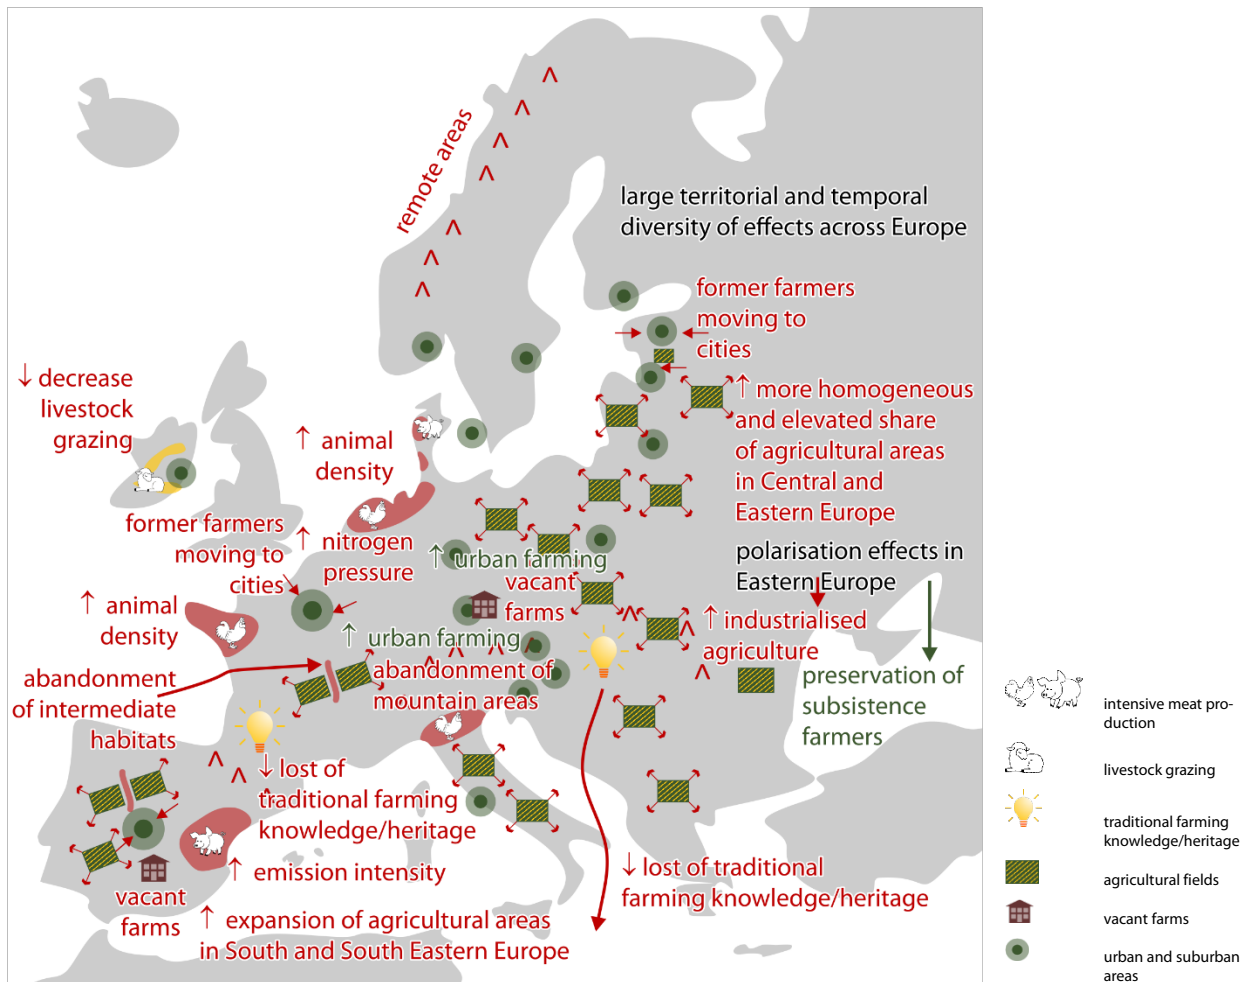 remote areas
large territorial and temporal
diversity of effects across Europe
former farmers
moving to
cities
↓ decrease
livestock
grazing
↑ animal
density
↑ more homogeneous
and elevated share
of agricultural areas
in Central and
Eastern Europe
former farmers
moving to
cities
↑ nitrogen
pressure
↑ urban farming
vacant
farms
polarisation effects in
Eastern Europe
↑ animal
density
↑ urban farming
↑ industrialised
agriculture
abandonment
of intermediate
habitats
abandonment of
mountain areas
preservation of
subsistence
farmers
↓ lost of
traditional farming
knowledge/heritage
↑ emission intensity
↓ lost of traditional
farming knowledge/heritage
vacant
farms
↑ expansion of agricultural areas
in South and South Eastern Europe
intensive meat pro-
duction
livestock grazing
traditional farming
knowledge/heritage
agricultural fields
vacant farms
urban and suburban
areas